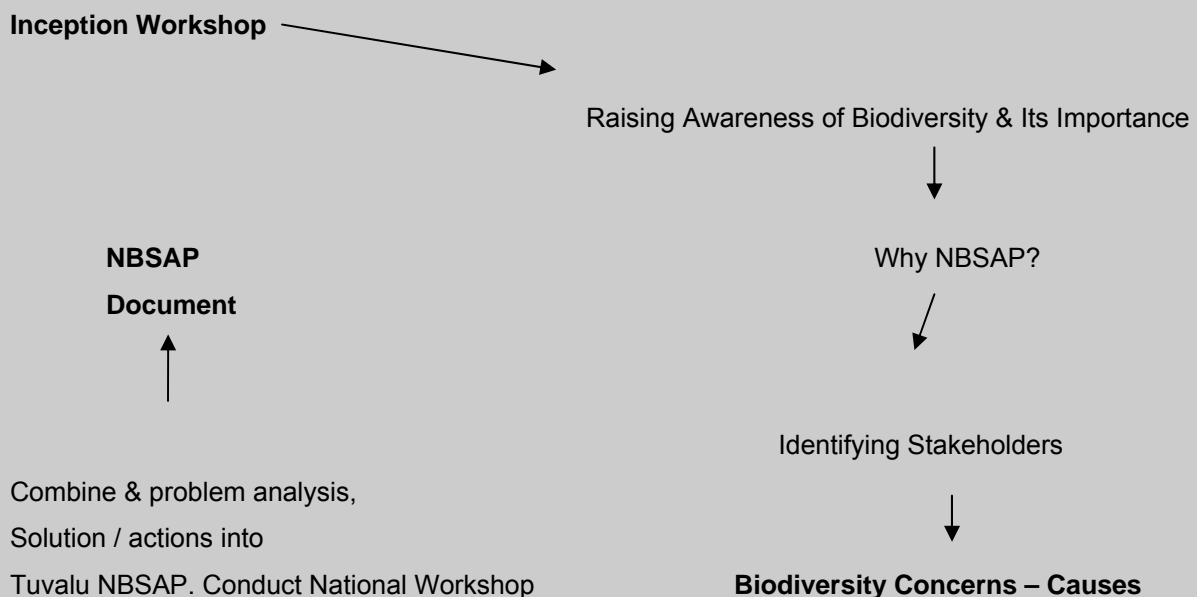 Inception Workshop
Raising Awareness of Biodiversity & Its Importance
Why NBSAP?
Identifying Stakeholders
Biodiversity Concerns – Causes
Combine & problem analysis,
Solution / actions into
Tuvalu NBSAP. Conduct National Workshop
NBSAP
Document